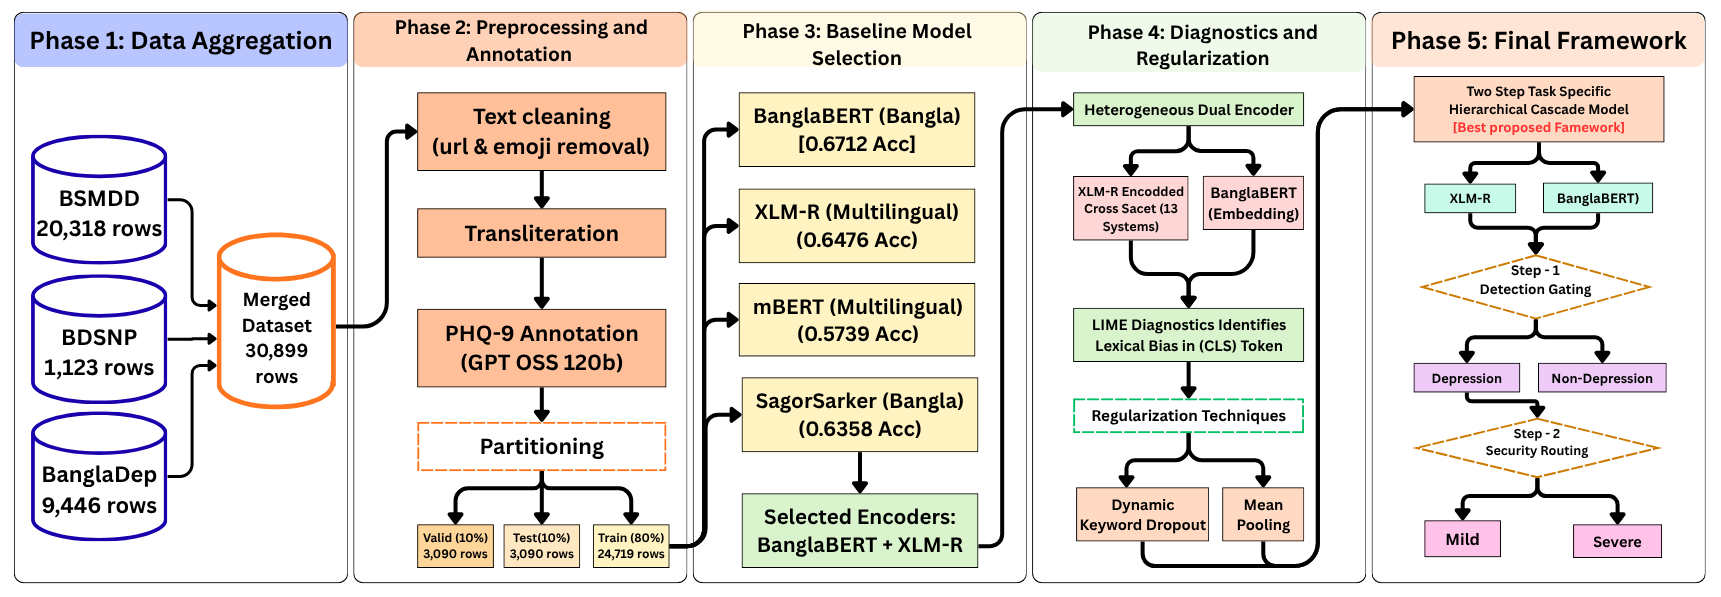 Phase 1: Data Aggregation
BSMDD
20,318 rows
BDSNP
1,123 rows
BanglaDep
9,446 rows
Merged
Dataset
30,899
rows
Phase 2: Preprocessing and
Annotation
Text cleaning
(url & emoji removal)
Transliteration
PHQ-9 Annotation
(GPT OSS 120b)
Partitioning
Valid (10%)
3,090 rows
Test(10%)
3,090 rows
Train (80%)
24,719 rows
Phase 3: Baseline Model
Selection
BanglaBERT (Bangla)
[0.6712 Acc]
XLM-R (Multilingual)
(0.6476 Acc)
mBERT (Multilingual)
(0.5739 Acc)
SagorSarker (Bangla)
(0.6358 Acc)
Selected Encoders:
BanglaBERT + XLM-R
Phase 4: Diagnostics and
Regularization
Heterogeneous Dual Encoder
XLM-R Encodded
Cross Sacet (13
Systems)
BanglaBERT
(Embedding)
LIME Diagnostics Identifies
Lexical Bias in (CLS) Token
Regularization Techniques
Dynamic
Keyword Dropout
Mean
Pooling
Phase 5: Final Framework
Two Step Task Specific
Hierarchical Cascade Model
[Best proposed Famework]
XLM-R
BanglaBERT)
Step - 1
Detection Gating
Depression
Non-Depression
Step - 2
Security Routing
Mild
Severe